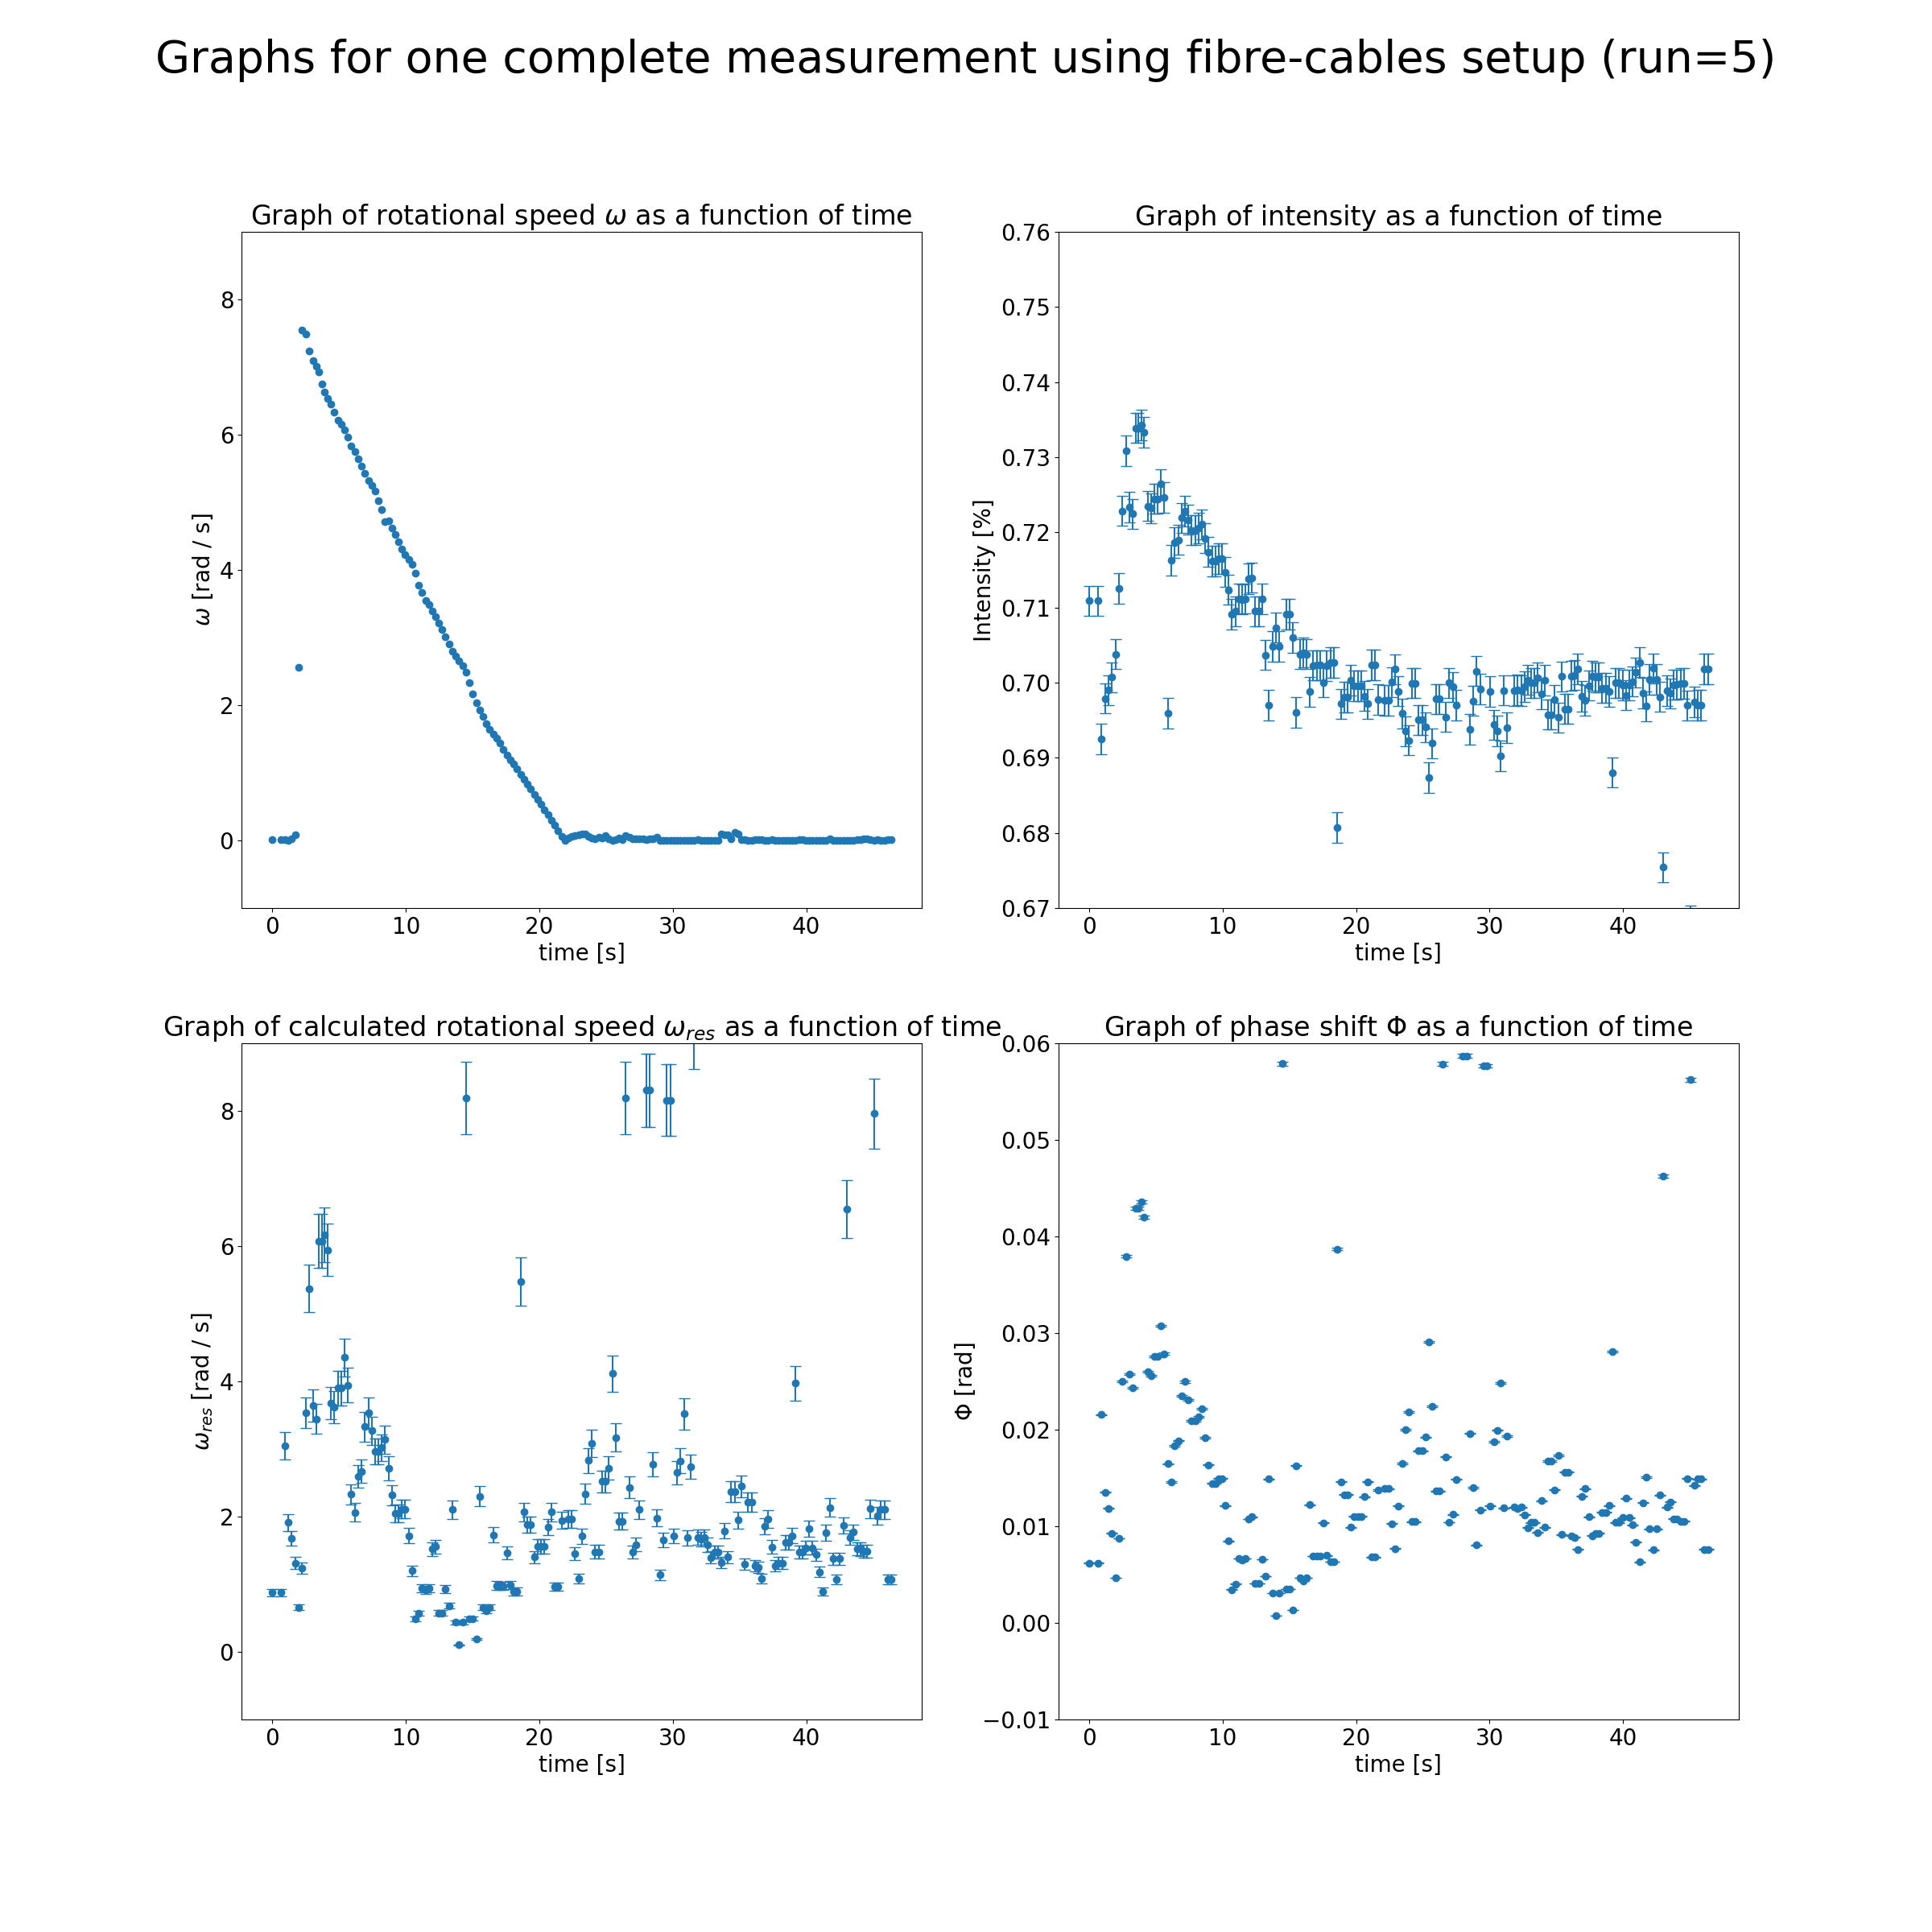 Graphs for one complete measurement using fibre-cables setup (run=5)
Graph of rotational speed ω as a function of time
8
6
4
2
0
ω [rad / s]
0 10 20 30 40
time [s]
Graph of intensity as a function of time
0.76
0.75
0.74
0.73
0.72
0.71
0.70
0.69
0.68
0.67
Intensity [%]
0 10 20 30 40
time [s]
Graph of calculated rotational speed ω_res as a function of time
8
6
4
2
0
ω_res [rad / s]
0 10 20 30 40
time [s]
Graph of phase shift Φ as a function of time
0.06
0.05
0.04
0.03
0.02
0.01
0.00
−0.01
Φ [rad]
0 10 20 30 40
time [s]